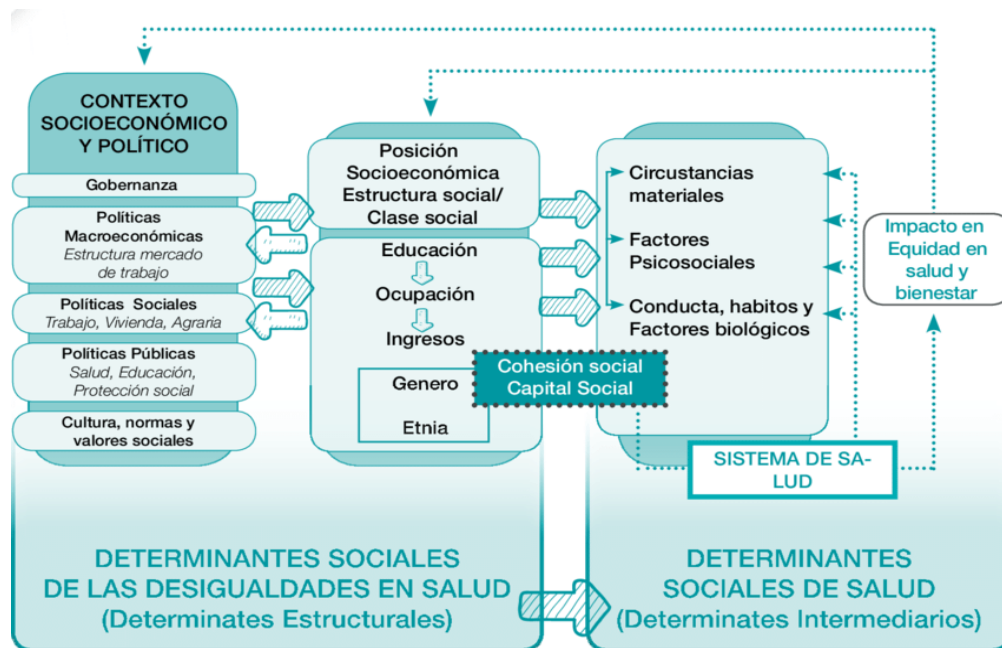 CONTEXTO
SOCIOECONÓMICO
Y POLÍTICO
Gobernanza
Políticas
Macroeconómicas
Estructura mercado
de trabajo
Políticas Sociales
Trabajo, Vivienda, Agraria
Políticas Públicas
Salud, Educación,
Protección social
Cultura, normas y
valores sociales
Posición
Socioeconómica
Estructura social/
Clase social
Educación
Ocupación
Ingresos
Genero
Etnia
Cohesión social
Capital Social
Circustancias
materiales
Factores
Psicosociales
Conducta, habitos y
Factores biológicos
Impacto en
Equidad en
salud y
bienestar
SISTEMA DE SA-
LUD
DETERMINANTES SOCIALES
DE LAS DESIGUALDADES EN SALUD
(Determinates Estructurales)
DETERMINANTES
SOCIALES DE SALUD
(Determinates Intermediarios)